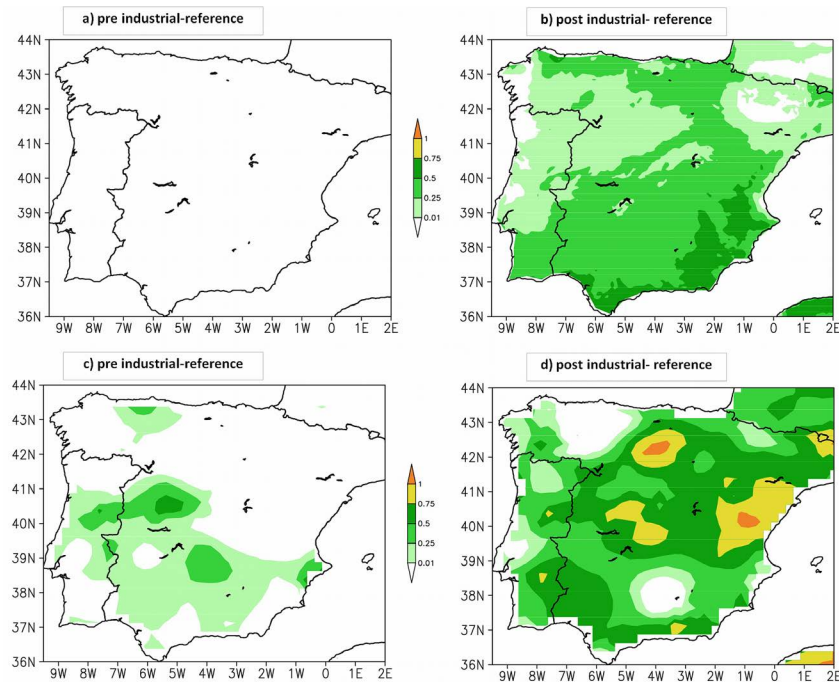 a) pre industrial-reference
b) post industrial- reference
44N
43N
42N
41N
40N
39N
38N
37N
36N
9W 8W 7W 6W 5W 4W 3W 2W 1W 0 1E 2E
1
0.75
0.5
0.25
0.01
44N
43N
42N
41N
40N
39N
38N
37N
36N
9W 8W 7W 6W 5W 4W 3W 2W 1W 0 1E 2E
c) pre industrial-reference
d) post industrial- reference
44N
43N
42N
41N
40N
39N
38N
37N
36N
9W 8W 7W 6W 5W 4W 3W 2W 1W 0 1E 2E
1
0.75
0.5
0.25
0.01
44N
43N
42N
41N
40N
39N
38N
37N
36N
9W 8W 7W 6W 5W 4W 3W 2W 1W 0 1E 2E